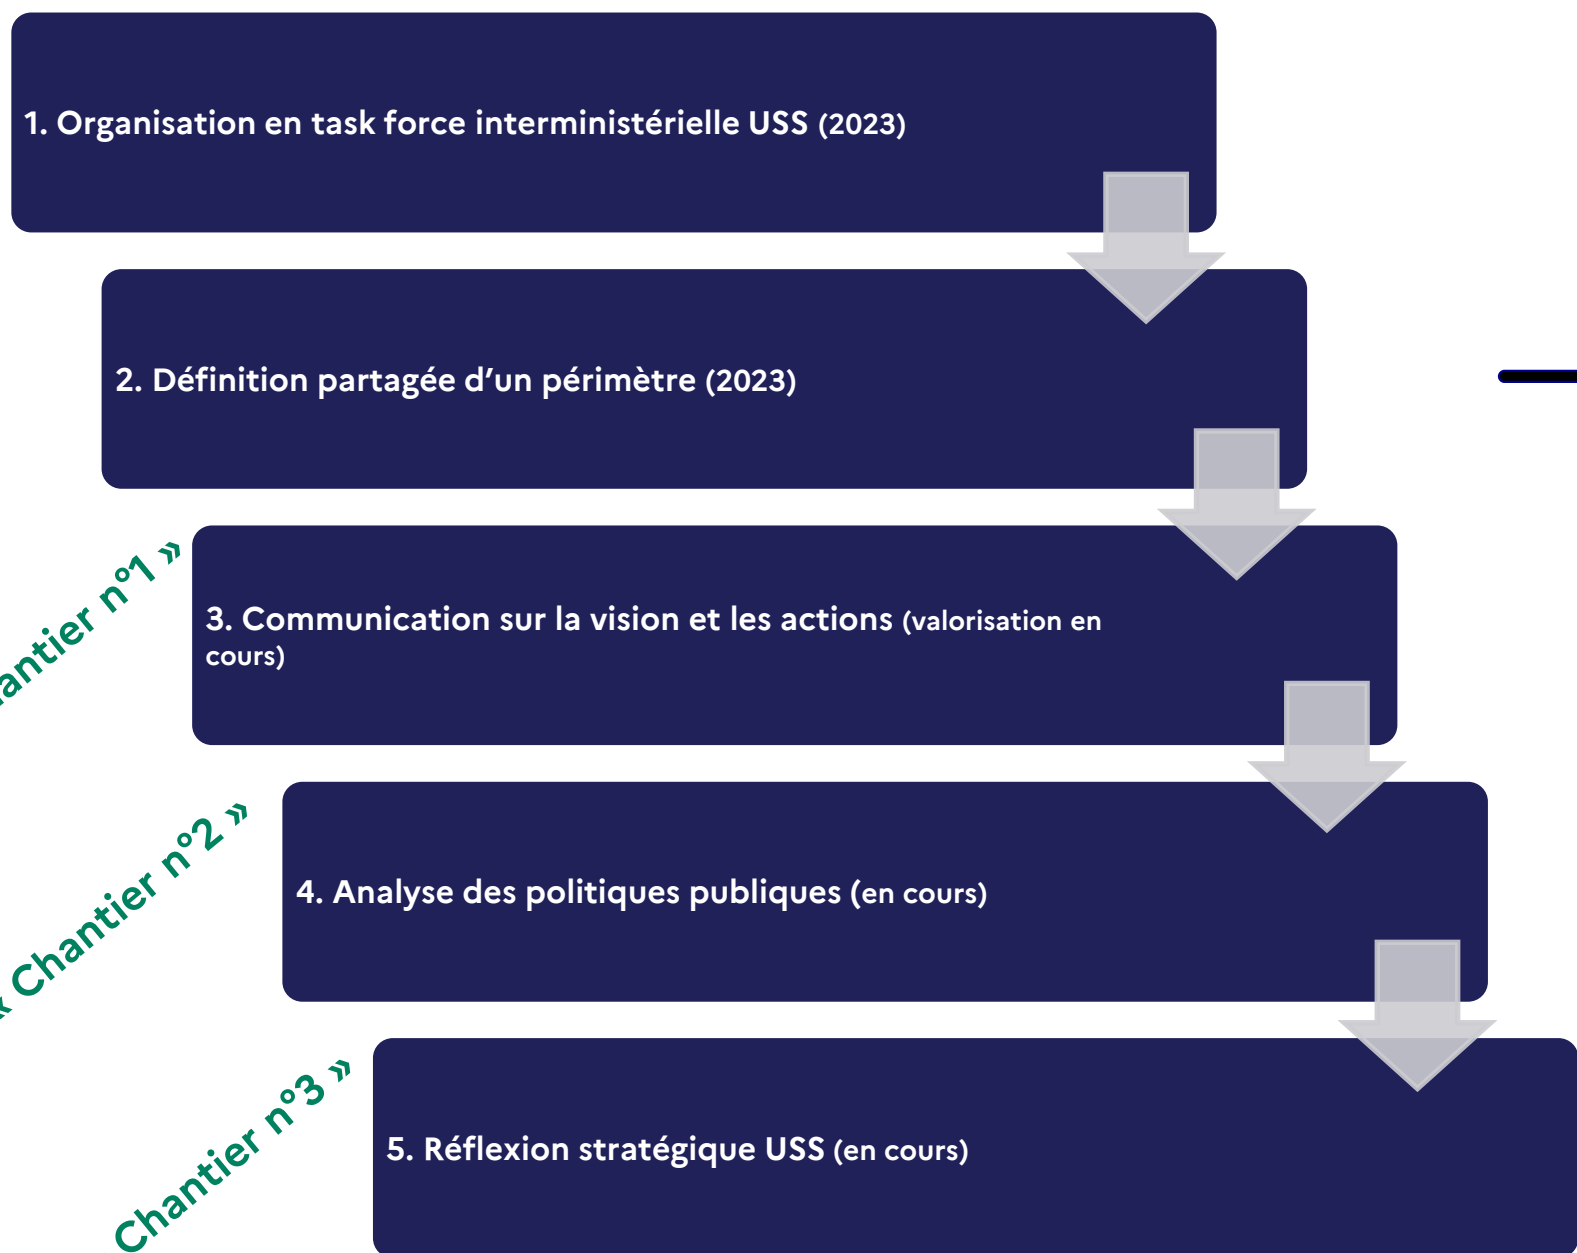 1. Organisation en task force interministérielle USS (2023)
2. Définition partagée d’un périmètre (2023)
n°1 »
3. Communication sur la vision et les actions (valorisation en
cours)
« Chantier n°2 »
4. Analyse des politiques publiques (en cours)
Chantier n°3 »
5. Réflexion stratégique USS (en cours)